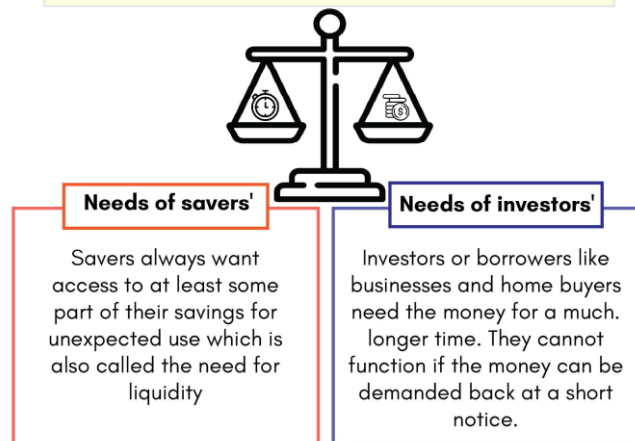 Needs of savers'
Savers always want
access to at least some
part of their savings for
unexpected use which is
also called the need for
liquidity
Needs of investors'
Investors or borrowers like
businesses and home buyers
need the money for a much.
longer time. They cannot
function if the money can be
demanded back at a short
notice.
$